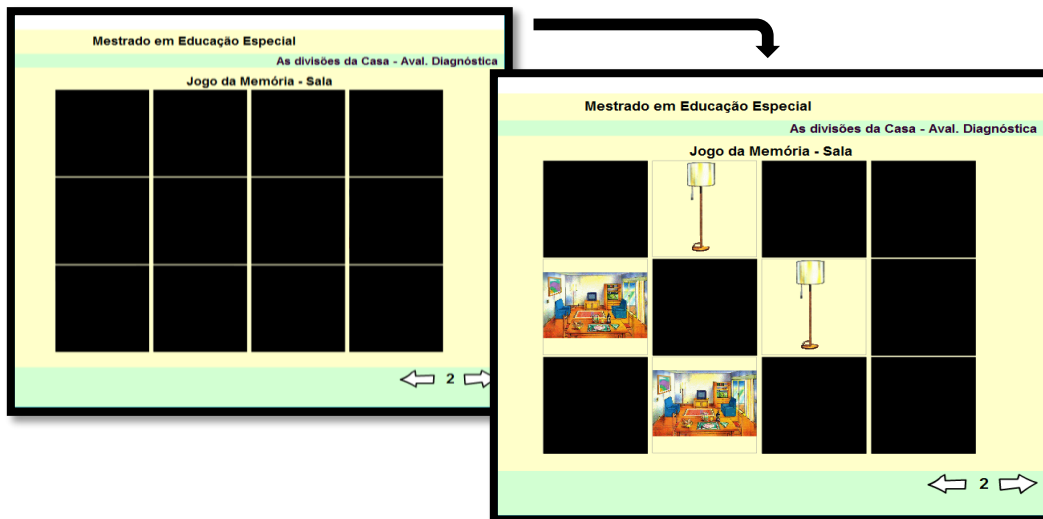 Mestrado em Educação Especial
As divisões da Casa - Aval. Diagnóstica
Jogo da Memória - Sala
2
Mestrado em Educação Especial
As divisões da Casa - Aval. Diagnóstica
Jogo da Memória - Sala
2